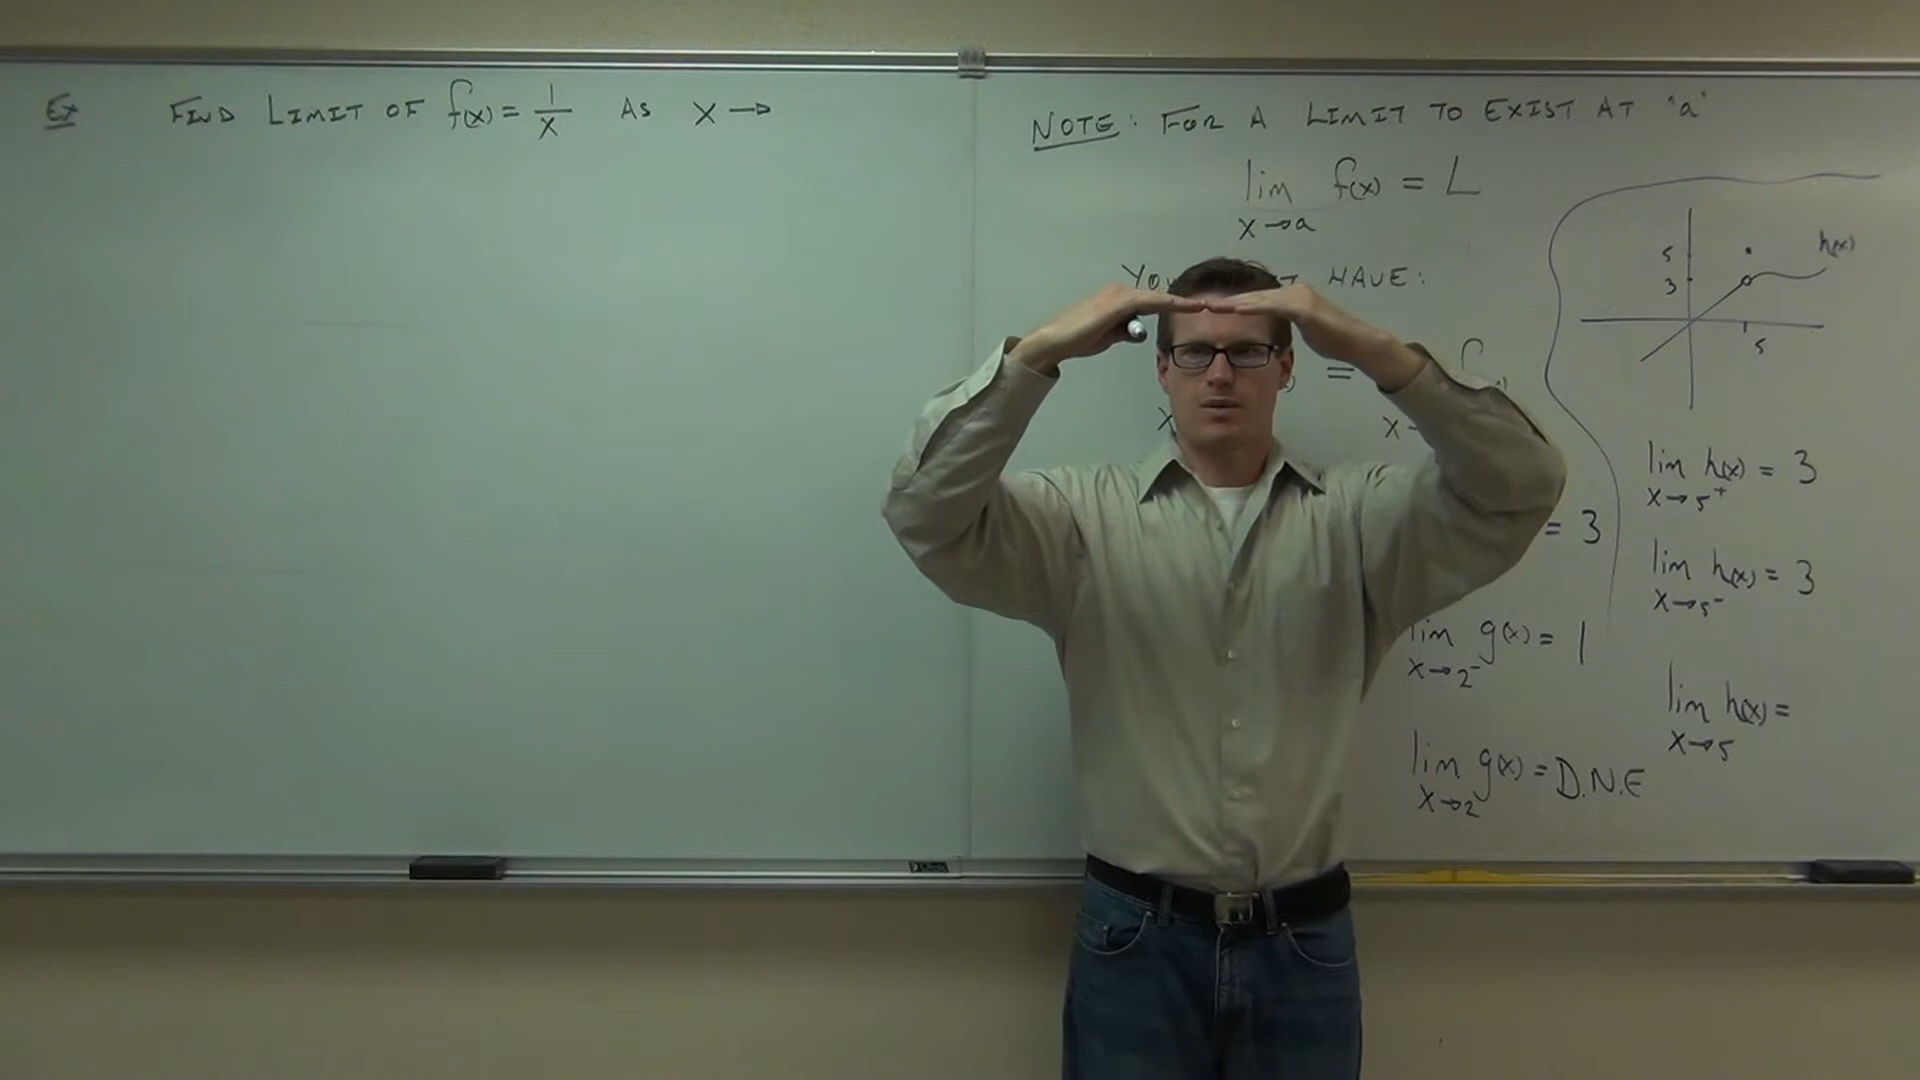 Ex FIND LIMIT OF f(x) = 1/x AS x →
NOTE: FOR A LIMIT TO EXIST AT "a"
lim f(x) = L
x→a
HAVE:
=
x
x
= 3
lim g(x) = 1
x→2⁻
lim g(x) = D.N.E
x→2
h(x)
5
3
5
lim h(x) = 3
x→5⁺
lim h(x) = 3
x→5⁻
lim h(x) =
x→5